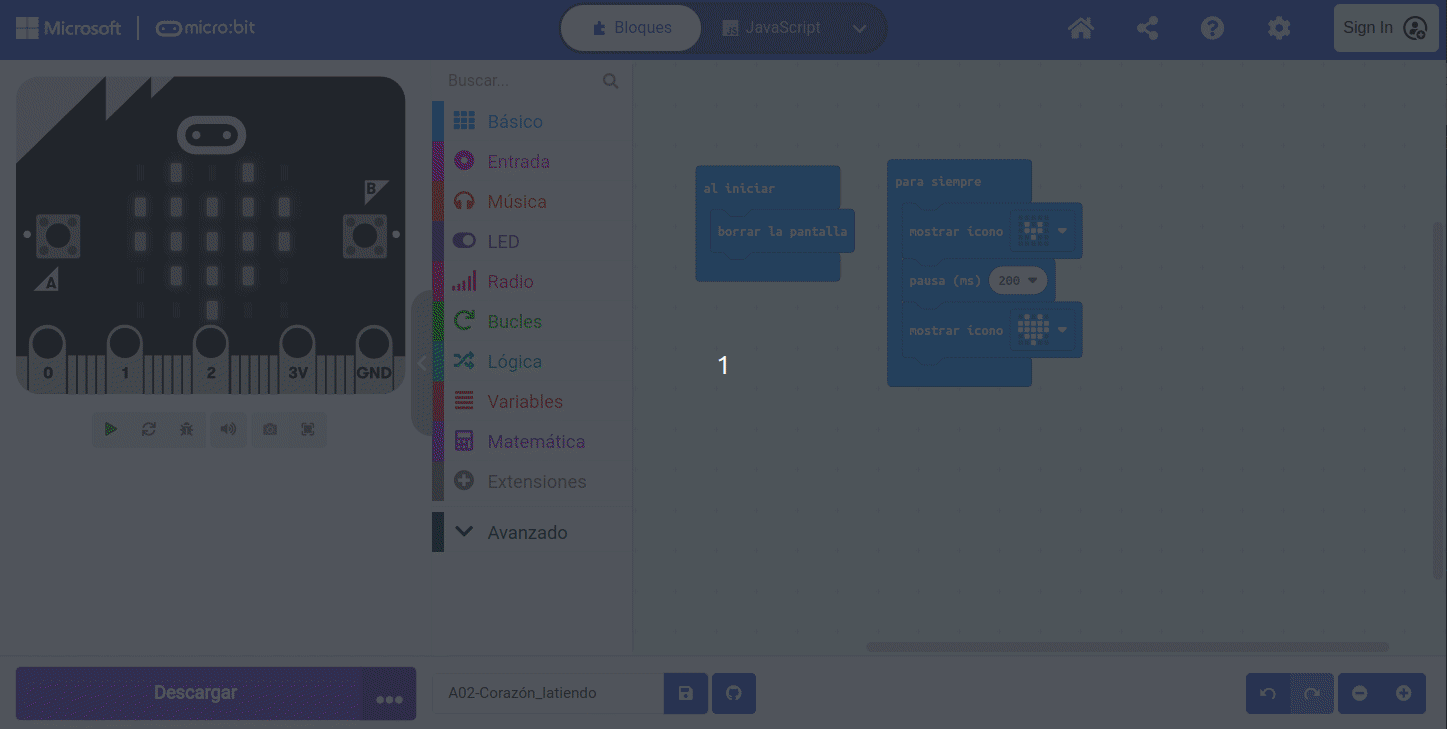 Microsoft micro:bit Bloques JavaScript Sign In
Buscar...
Básico
Entrada
Música
LED
Radio
Bucles
Lógica
Variables
Matemática
Extensiones
Avanzado
B
A
0 1 2 3V GND
al iniciar
borrar la pantalla
para siempre
mostrar icono
pausa (ms) 200
mostrar icono
1
Descargar
A02-Corazón_latiendo